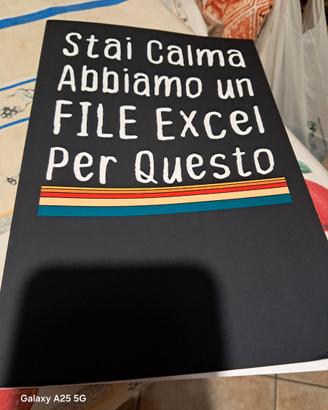 Stai Calma
Abbiamo un
FILE Excel
Per Questo
Galaxy A25 5G